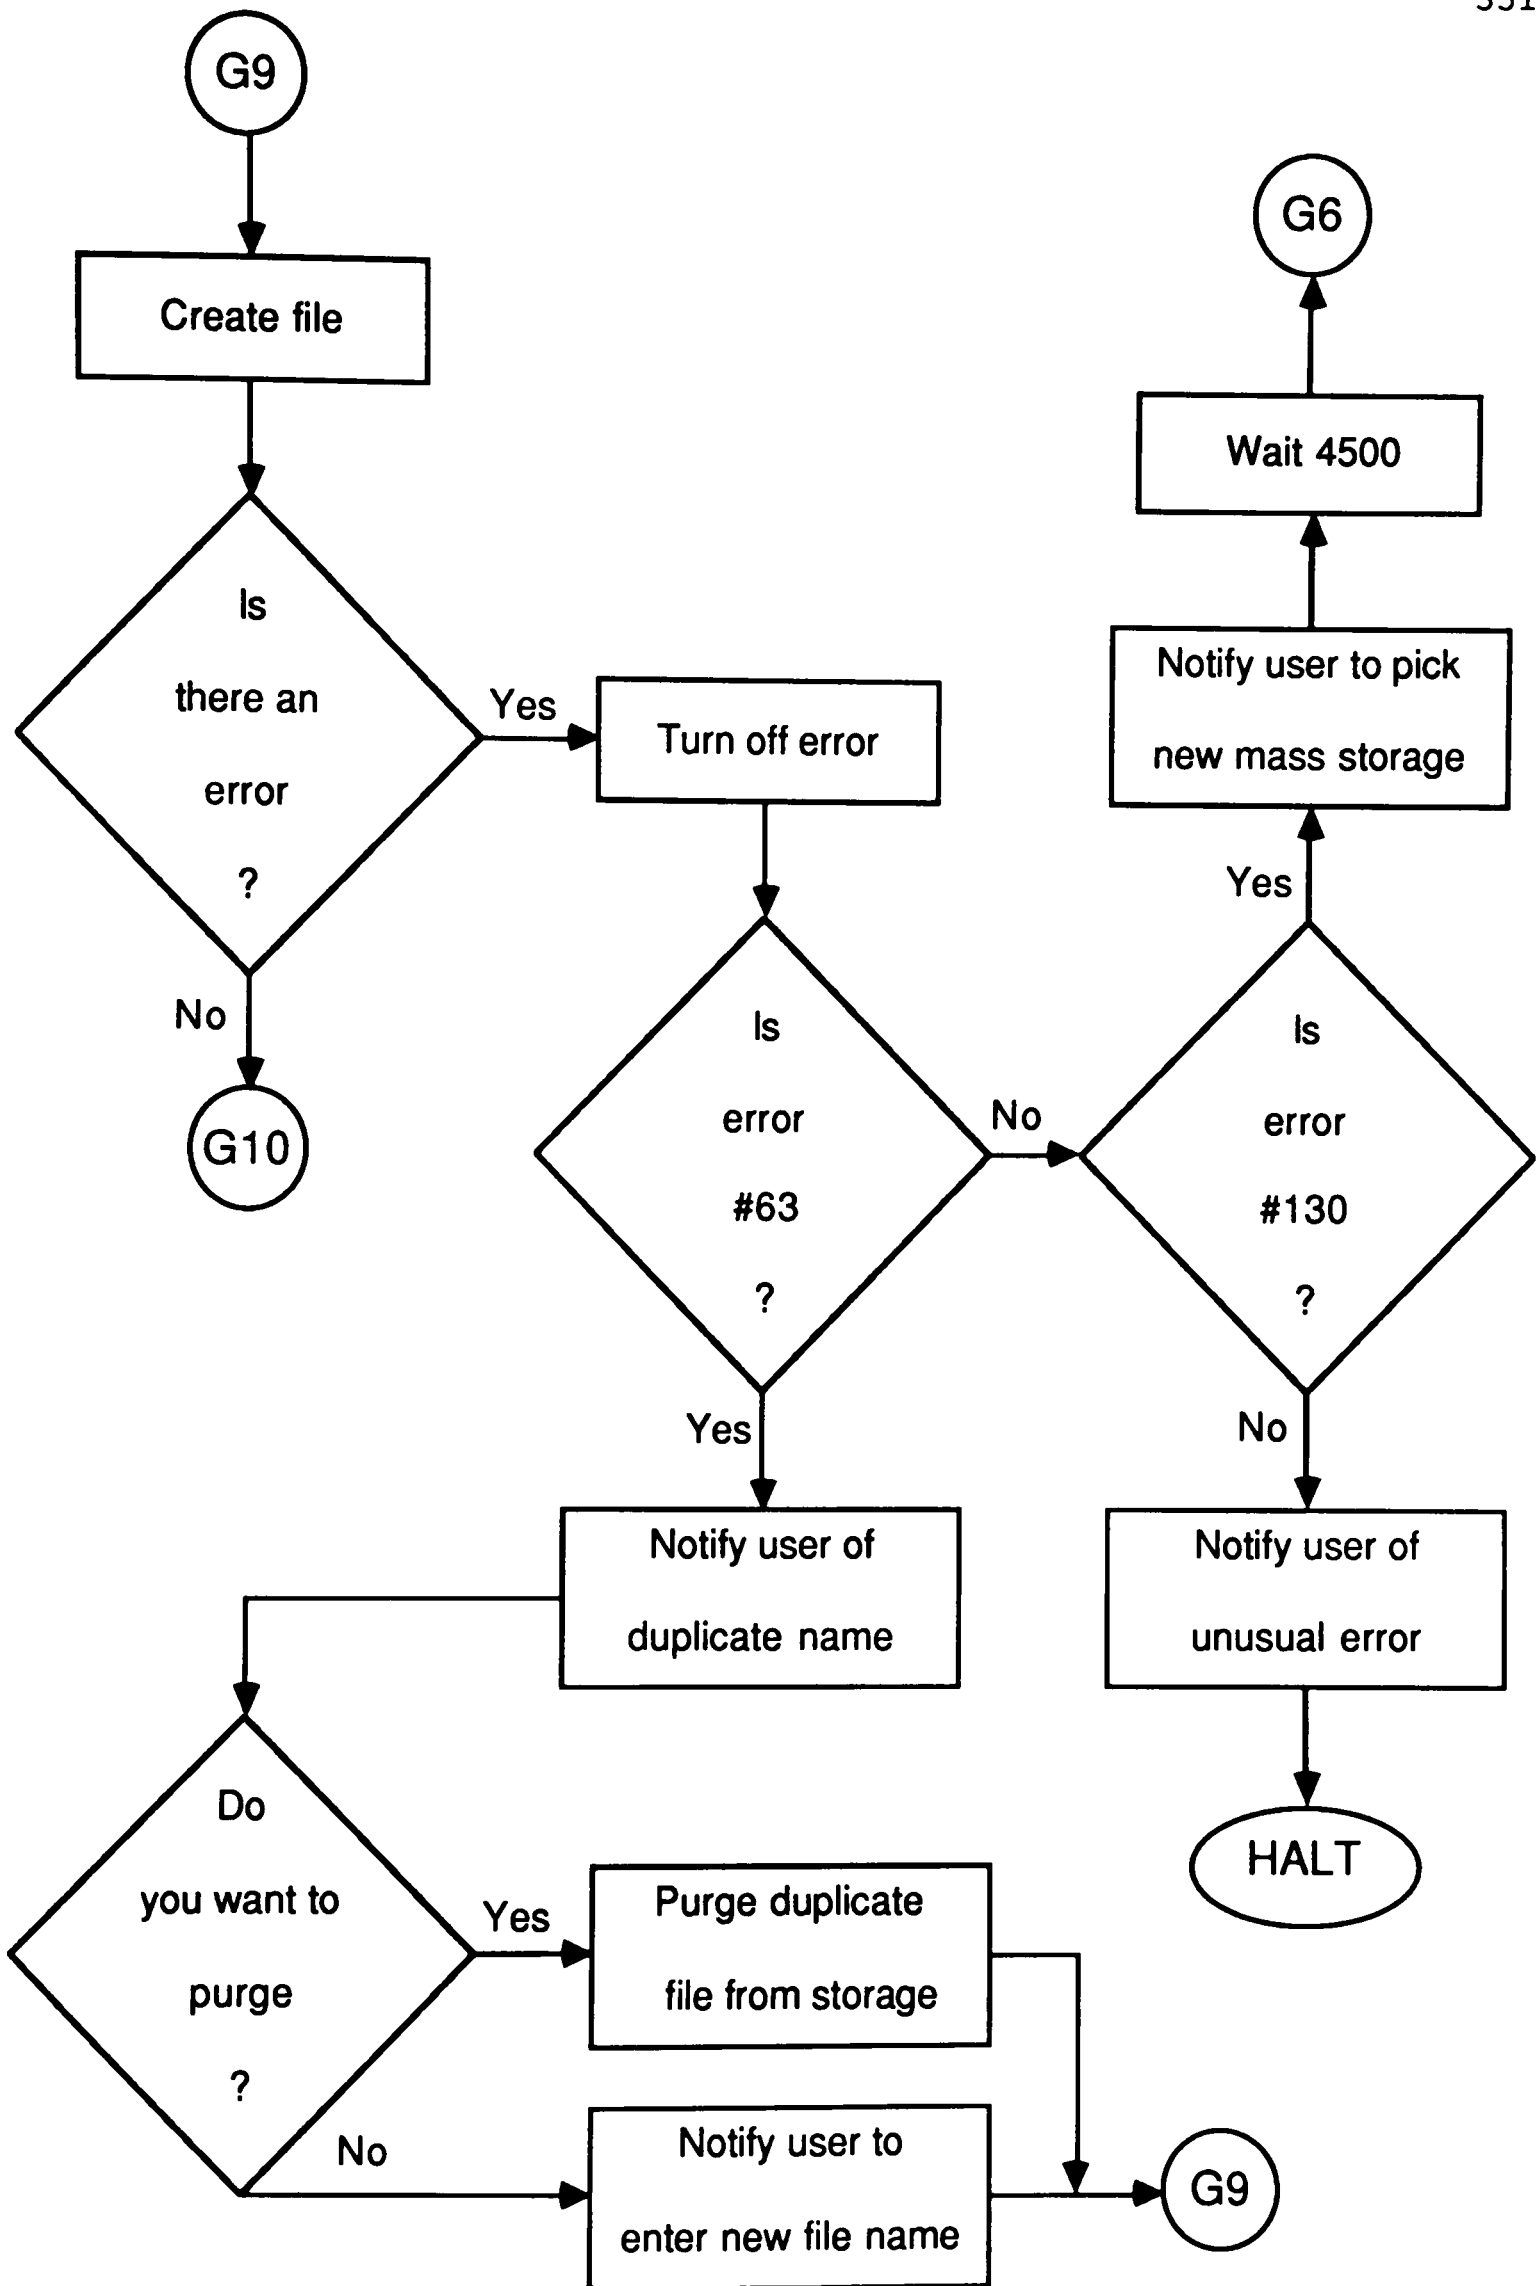 G9
Create file
Is
there an
error
?
Yes
No
G10
Turn off error
Is
error
#63
?
No
Yes
Is
error
#130
?
Yes
No
Notify user to pick
new mass storage
Wait 4500
G6
Notify user of
duplicate name
Notify user of
unusual error
HALT
Do
you want to
purge
?
Yes
No
Purge duplicate
file from storage
Notify user to
enter new file name
G9